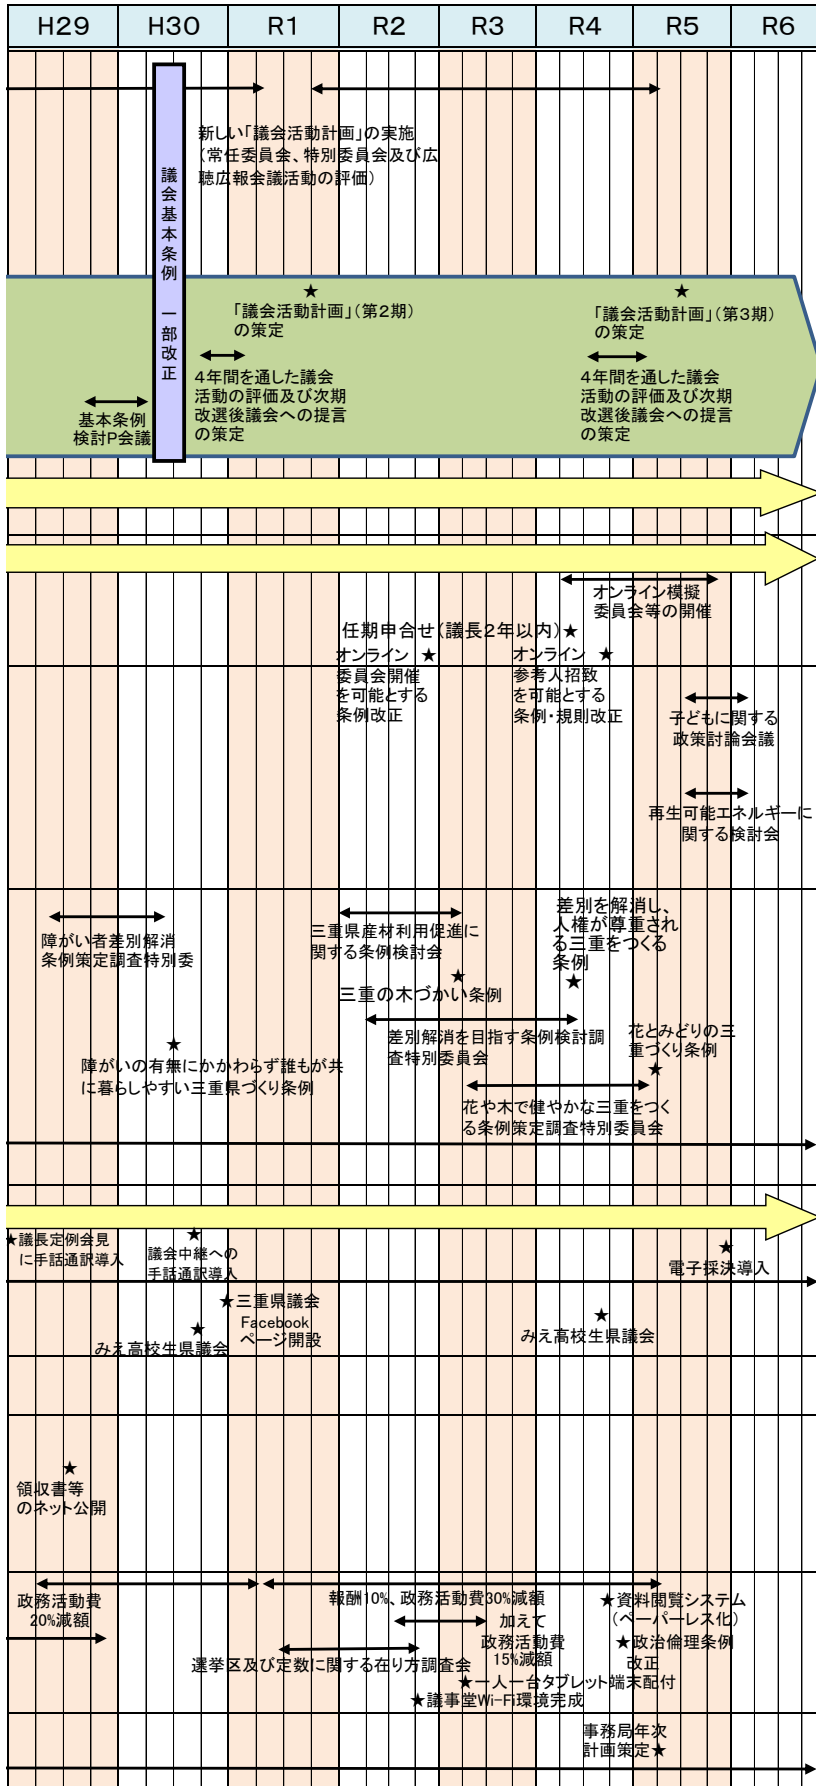 H29 H30 R1 R2 R3 R4 R5 R6
議会基本条例　一部改正
新しい「議会活動計画」の実施
(常任委員会、特別委員会及び広
聴広報会議活動の評価)
★
「議会活動計画」(第2期)
の策定
4年間を通した議会
活動の評価及び次期
改選後議会への提言
の策定
基本条例
検討P会議
★
「議会活動計画」(第3期)
の策定
4年間を通した議会
活動の評価及び次期
改選後議会への提言
の策定
オンライン模擬
委員会等の開催
任期申合せ(議長2年以内)★
オンライン ★
委員会開催
を可能とする
条例改正
オンライン ★
参考人招致
を可能とする
条例・規則改正
子どもに関する
政策討論会議
再生可能エネルギーに
関する検討会
障がい者差別解消
条例策定調査特別委
三重県産材利用促進に
関する条例検討会
★
三重の木づかい条例
差別を解消し、
人権が尊重され
る三重をつくる
条例
★
差別解消を目指す条例検討調
査特別委員会
花とみどりの三
重づくり条例
★
★
障がいの有無にかかわらず誰もが共
に暮らしやすい三重県づくり条例
花や木で健やかな三重をつく
る条例策定調査特別委員会
★議長定例会見
に手話通訳導入
★
議会中継への
手話通訳導入
★
電子採決導入
★三重県議会
Facebook
ページ開設
★
みえ高校生県議会
★
みえ高校生県議会
★
領収書等
のネット公開
政務活動費
20%減額
報酬10%、政務活動費30%減額
加えて
政務活動費
15%減額
★資料閲覧システム
(ペーパーレス化)
★政治倫理条例
改正
選挙区及び定数に関する在り方調査会
★一人一台タブレット端末配付
★議事堂Wi-Fi環境完成
事務局年次
計画策定★